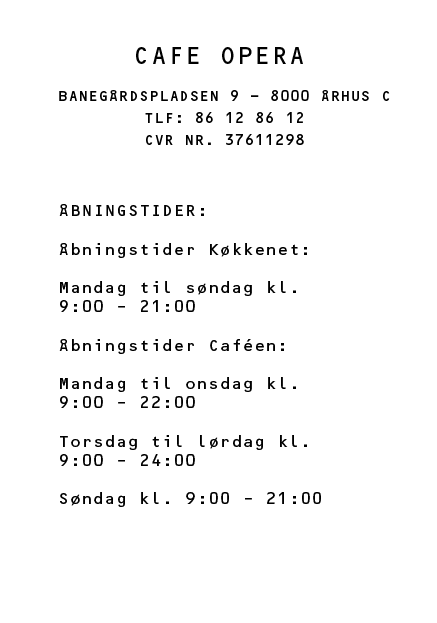 CAFE OPERA
BANEGÅRDSPLADSEN 9 - 8000 ÅRHUS C
TLF: 86 12 86 12
CVR NR. 37611298
ÅBNINGSTIDER:
Åbningstider Køkkenet:
Mandag til søndag kl.
9:00 - 21:00
Åbningstider Caféen:
Mandag til onsdag kl.
9:00 - 22:00
Torsdag til lørdag kl.
9:00 - 24:00
Søndag kl. 9:00 - 21:00